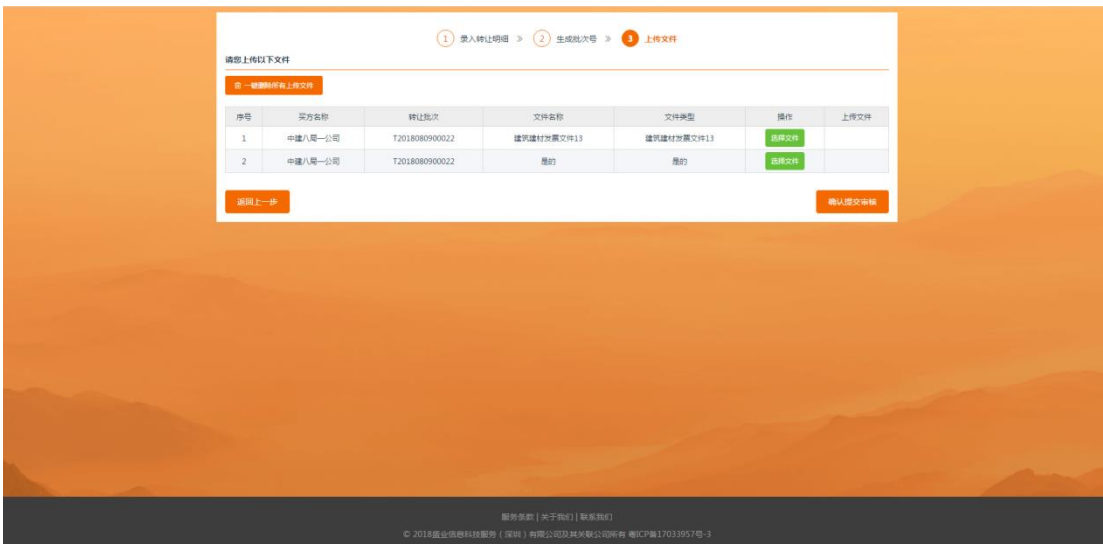 1 录入转让明细 » 2 生成批次号 » 3 上传文件
请您上传以下文件
一键删除所有上传文件
序号 买方名称 转让批次 文件名称 文件类型 操作 上传文件
1 中建八局一公司 T2018080900022 建筑建材发票文件13 建筑建材发票文件13 选择文件
2 中建八局一公司 T2018080900022 是的 是的 选择文件
返回上一步 确认提交审核
服务条款 | 关于我们 | 联系我们
© 2018盛业信息科技服务（深圳）有限公司及其关联公司所有 粤ICP备17033957号-3